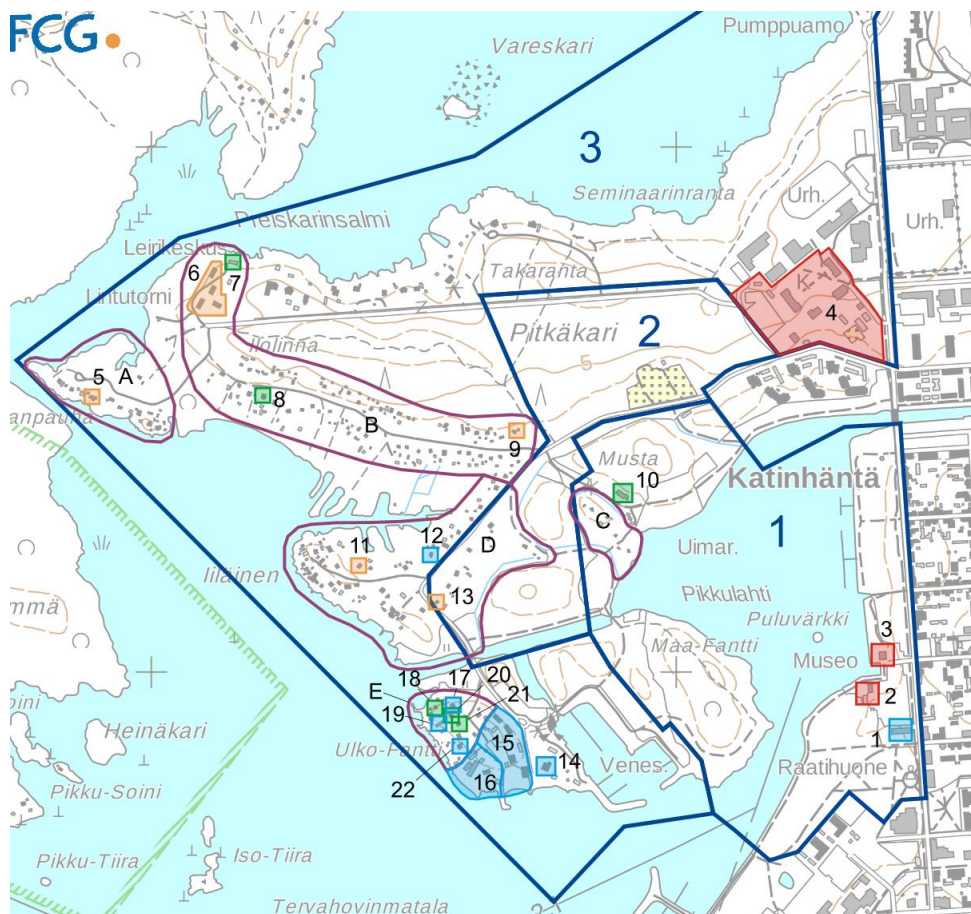 FCG
Pumppuamo
Vareskari
3
Seminaarinranta
Urh.
Urh.
Preiskarinsalmi
Leirikeskus
6
7
Takaranta
Lintutorni
4
Pitkäkari
2
5
Ilolinna
5
A
8
B
9
Musta
10
Katinhäntä
C
1
12
D
Uimar.
11
Iiläinen
13
Pikkulahti
Puluvärkki
Maa-Fantti
3
Museo
18
17
20
E
21
2
19
15
1
Heinäkari
Ulko-Fantti
14
Raatihuone
Venes.
22
16
Pikku-Soini
Iso-Tiira
Pikku-Tiira
Tervahovinmatala